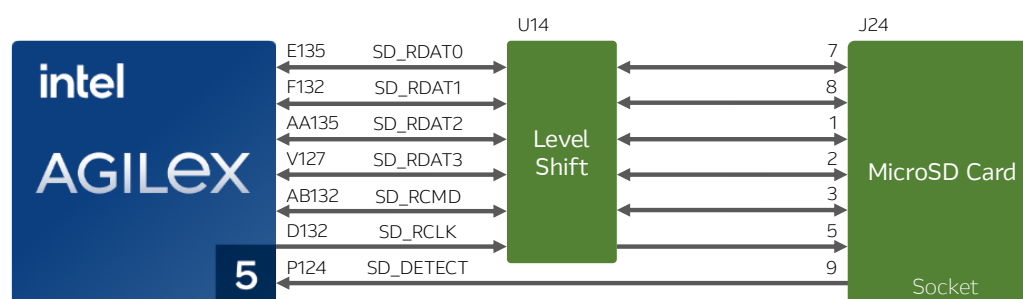 U14 J24
E135 SD_RDAT0 7
intel
F132 SD_RDAT1 8
AA135 SD_RDAT2 1
Level
Shift
V127 SD_RDAT3 2
AGILEX
MicroSD Card
AB132 SD_RCMD 3
D132 SD_RCLK 5
5
P124 SD_DETECT 9
Socket